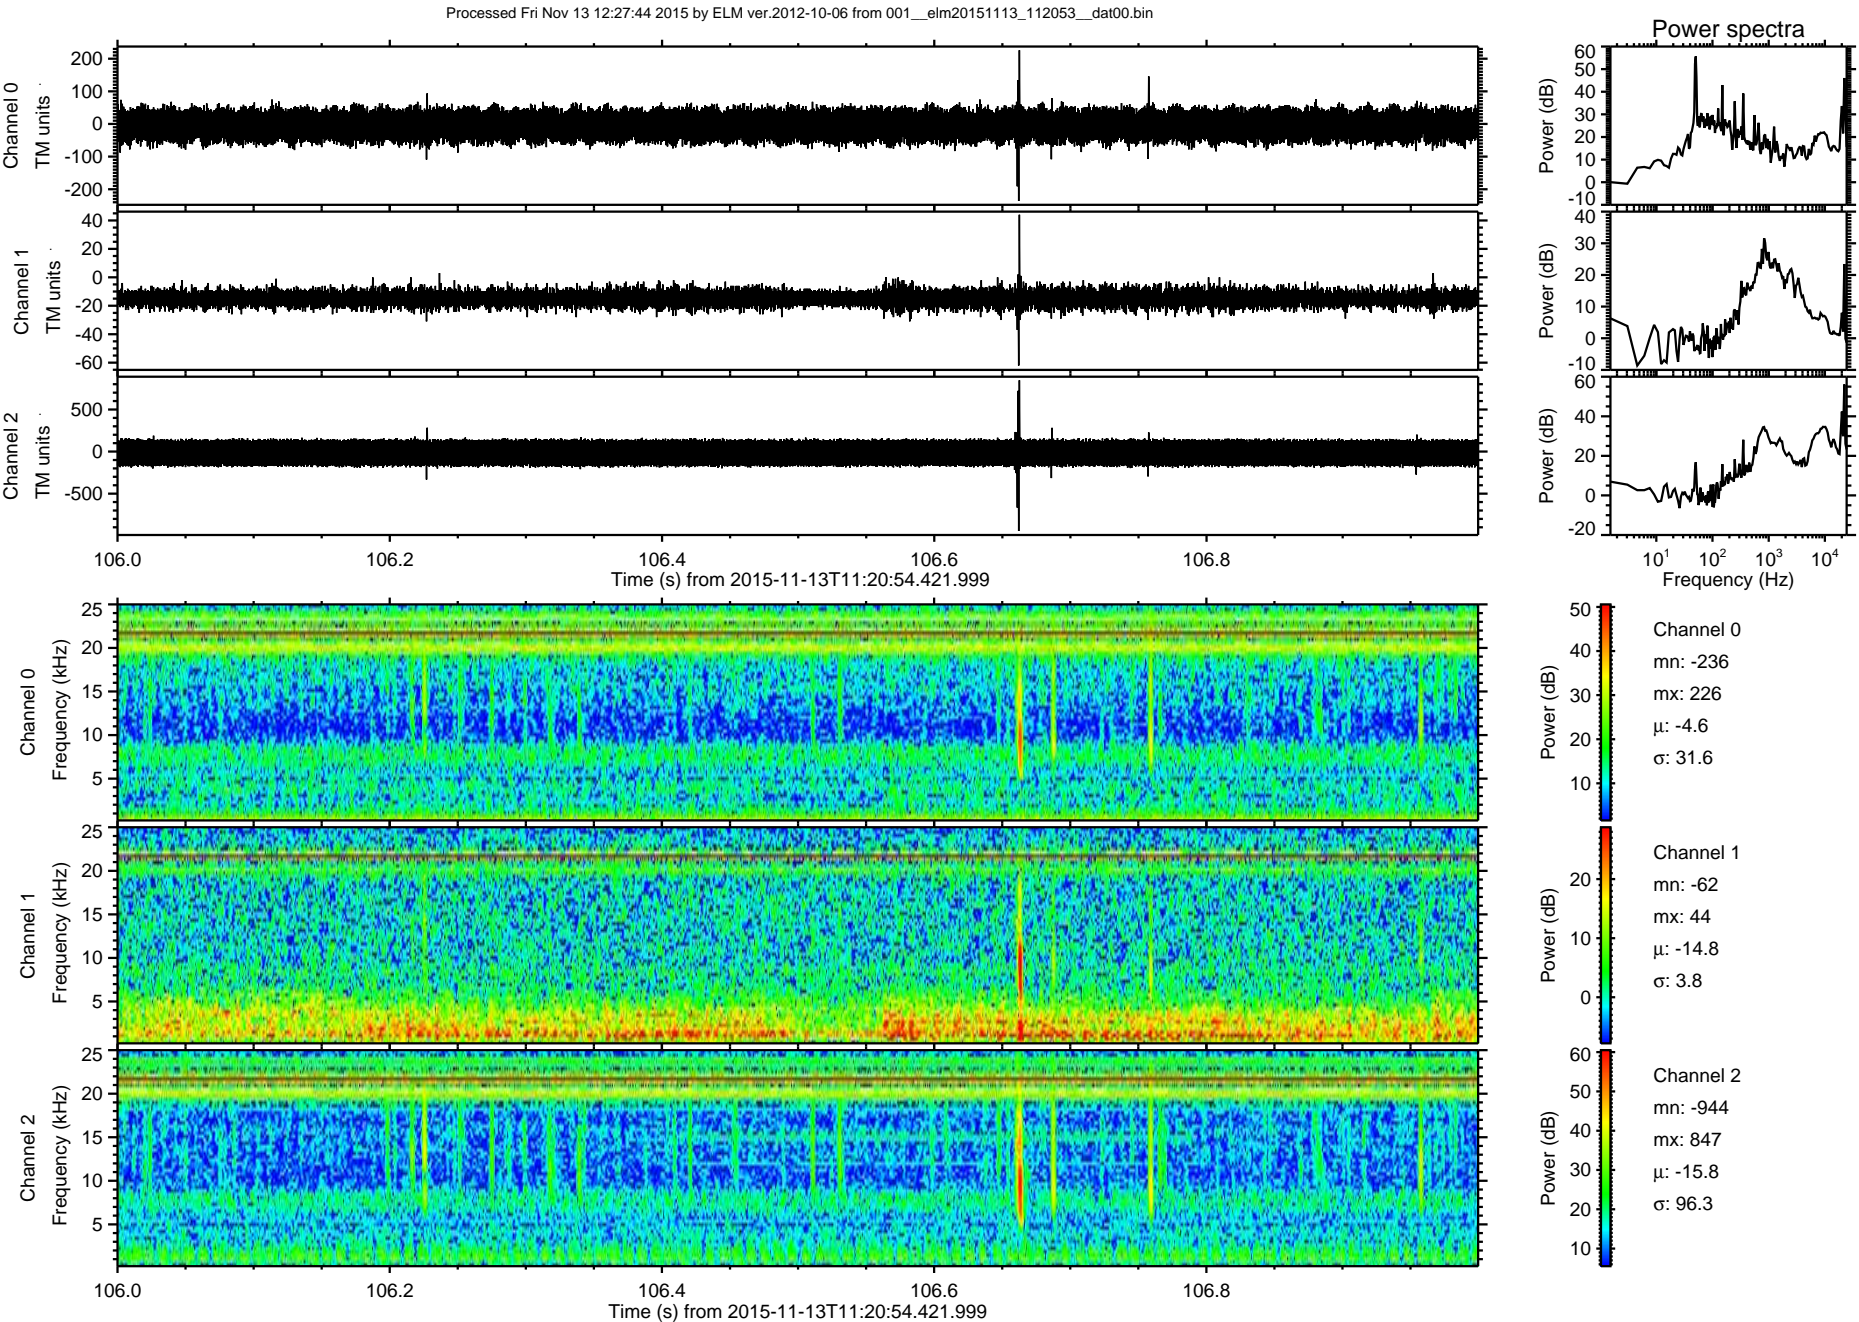 Processed Fri Nov 13 12:27:44 2015 by ELM ver.2012-10-06 from 001__elm20151113_112053__dat00.bin
Power spectra
Channel 0
TM units
200
100
0
-100
-200
Power (dB)
60
50
40
30
20
10
0
-10
Channel 1
TM units
40
20
0
-20
-40
-60
Power (dB)
40
30
20
10
0
-10
Channel 2
TM units
500
0
-500
Power (dB)
60
40
20
0
-20
106.0 106.2 106.4 106.6 106.8
Time (s) from 2015-11-13T11:20:54.421.999
10¹ 10² 10³ 10⁴
Frequency (Hz)
Channel 0
Frequency (kHz)
25
20
15
10
5
Power (dB)
50
40
30
20
10
Channel 0
mn: -236
mx: 226
μ: -4.6
σ: 31.6
Channel 1
Frequency (kHz)
25
20
15
10
5
Power (dB)
20
10
0
Channel 1
mn: -62
mx: 44
μ: -14.8
σ: 3.8
Channel 2
Frequency (kHz)
25
20
15
10
5
Power (dB)
60
50
40
30
20
10
Channel 2
mn: -944
mx: 847
μ: -15.8
σ: 96.3
106.0 106.2 106.4 106.6 106.8
Time (s) from 2015-11-13T11:20:54.421.999